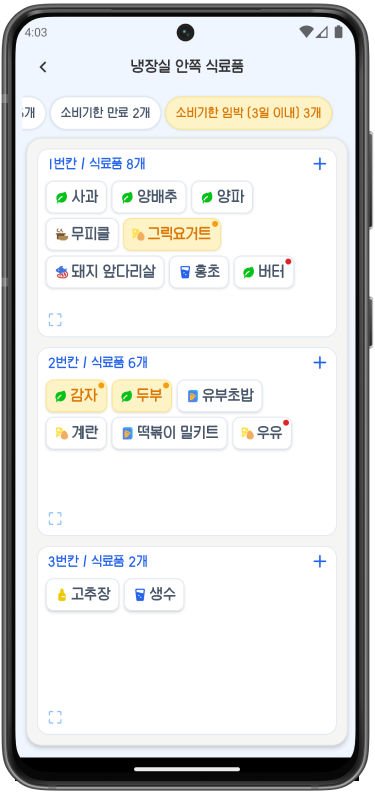 4:03
냉장실 안쪽 식료품
개 소비기한 만료 2개 소비기한 임박 (3일 이내) 3개
1번칸 / 식료품 8개
사과 양배추 양파
무피클 그릭요거트
돼지 앞다리살 홍초 버터
2번칸 / 식료품 6개
감자 두부 유부초밥
계란 떡볶이 밀키트 우유
3번칸 / 식료품 2개
고추장 생수